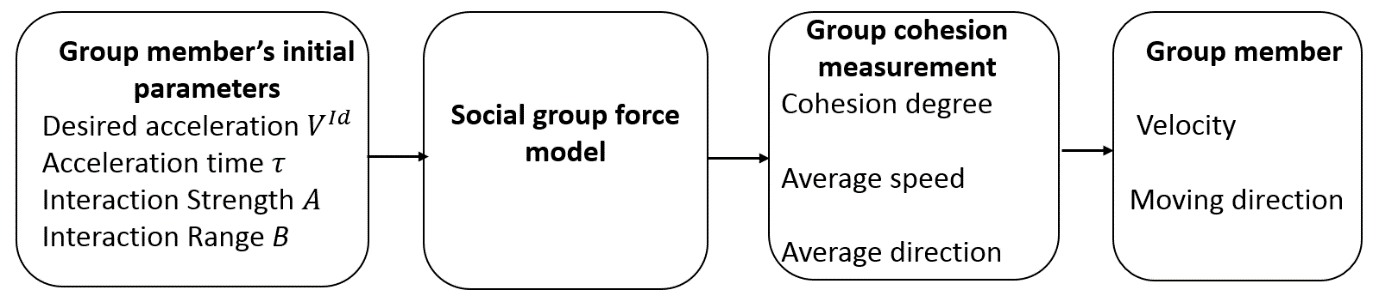 Group member's initial
parameters
Desired acceleration V^{Id}
Acceleration time τ
Interaction Strength A
Interaction Range B
Social group force
model
Group cohesion
measurement
Cohesion degree
Average speed
Average direction
Group member
Velocity
Moving direction